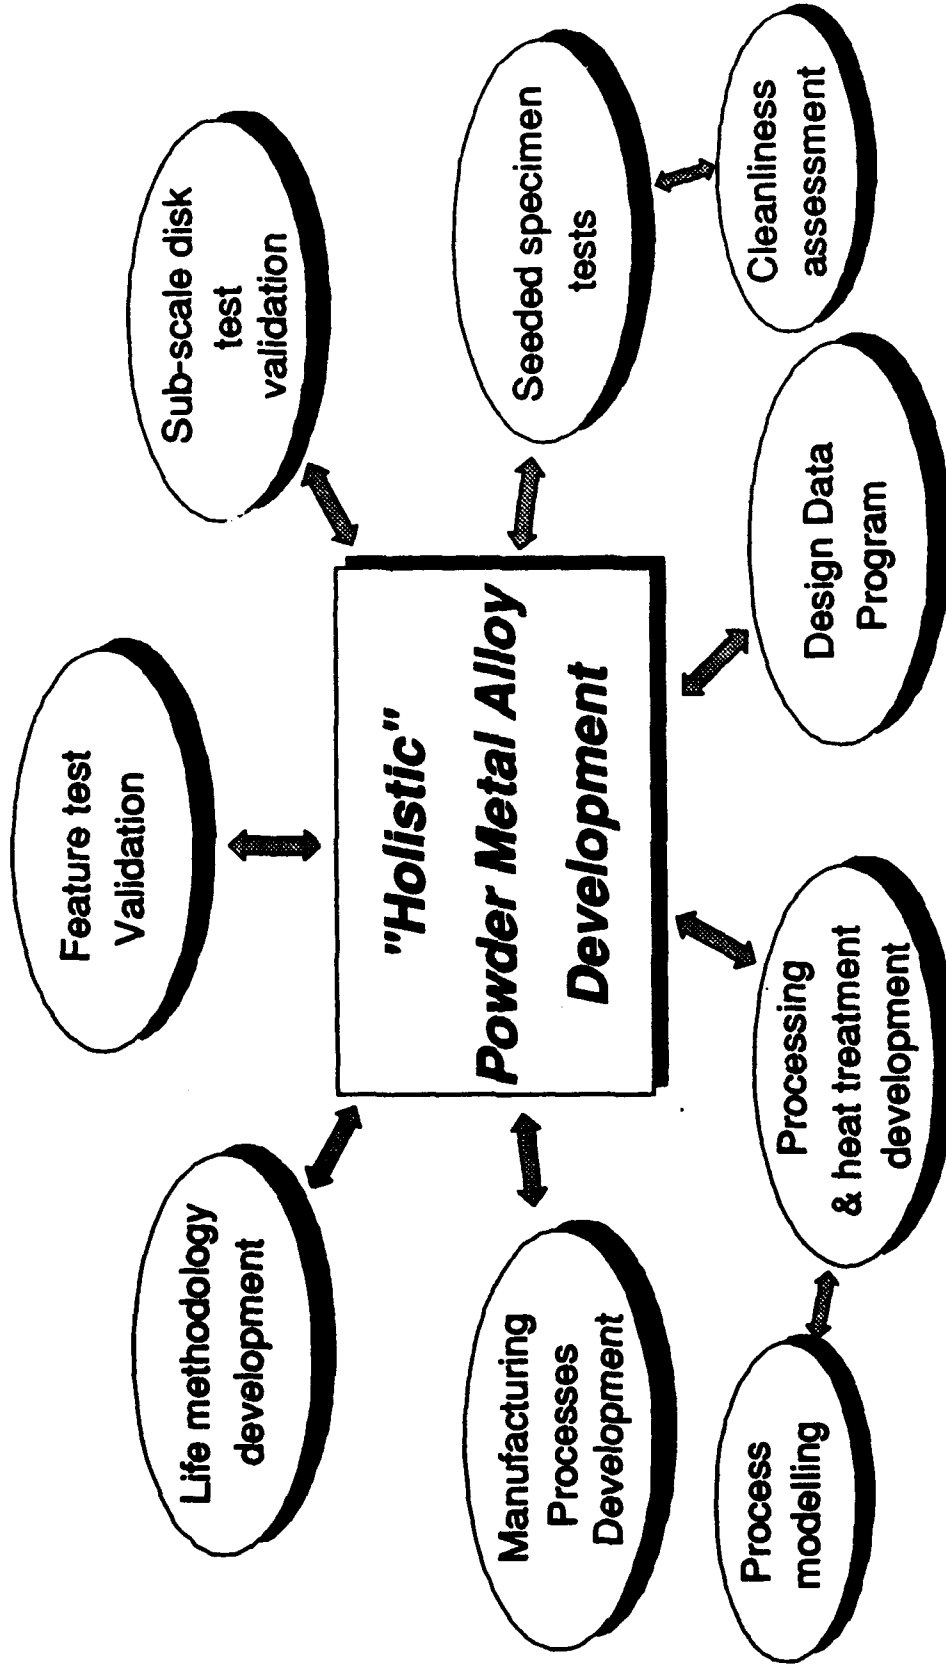 Feature test
Validation
Life methodology
development
Sub-scale disk
test
validation
"Holistic"
Powder Metal Alloy
Development
Manufacturing
Processes
Development
Seeded specimen
tests
Process
modelling
Processing
& heat treatment
development
Design Data
Program
Cleanliness
assessment